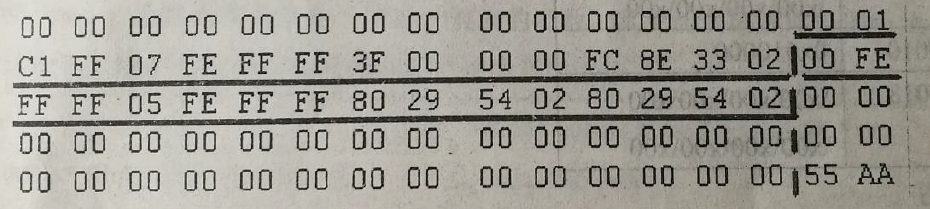 00 00 00 00 00 00 00 00 00 00 00 00 00 00 00 01
C1 FF 07 FE FF FF 3F 00 00 00 FC 8E 33 02 00 FE
FF FF 05 FE FF FF 80 29 54 02 80 29 54 02 00 00
00 00 00 00 00 00 00 00 00 00 00 00 00 00 00 00
00 00 00 00 00 00 00 00 00 00 00 00 00 00 55 AA